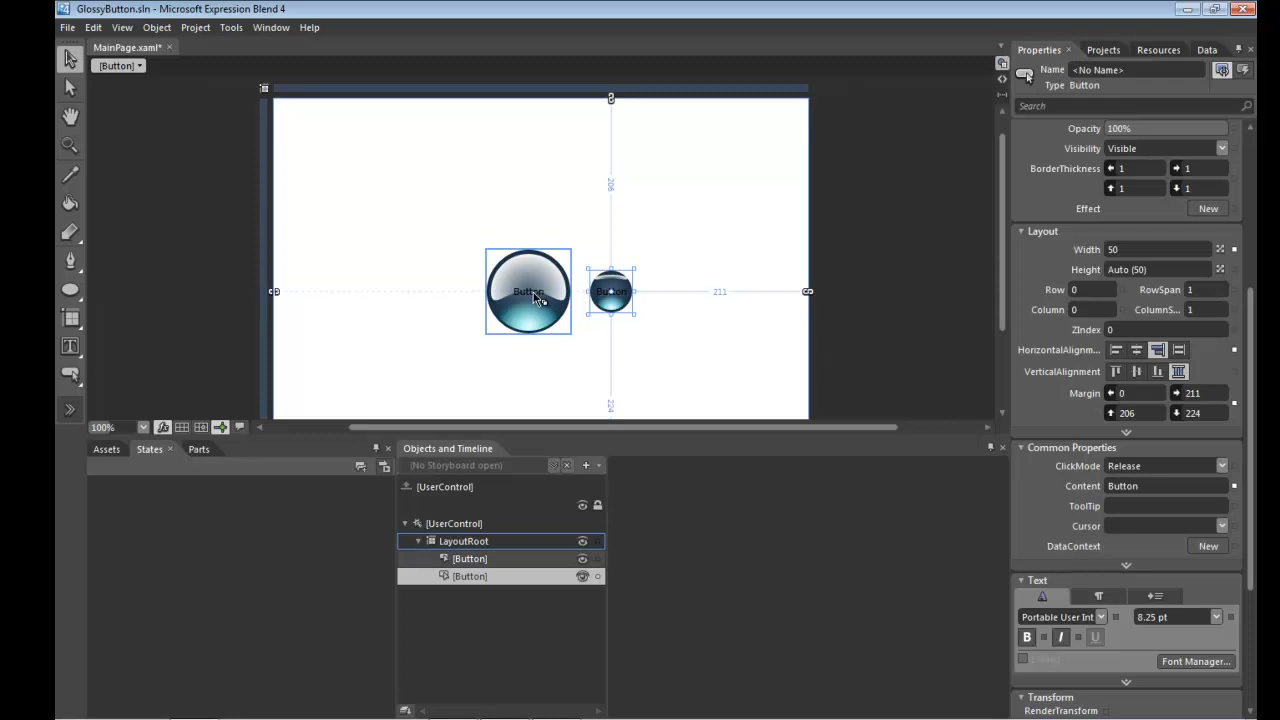 GlossyButton.sln - Microsoft Expression Blend 4
File Edit View Object Project Tools Window Help
MainPage.xaml*
[Button]
206
Button
Button
211
224
100%
Assets States Parts
Objects and Timeline
(No Storyboard open)
[UserControl]
[UserControl]
LayoutRoot
[Button]
[Button]
Properties Projects Resources Data
Name <No Name>
Type Button
Search
Opacity 100%
Visibility Visible
BorderThickness 1 1
1 1
Effect New
Layout
Width 50
Height Auto (50)
Row 0 RowSpan 1
Column 0 ColumnS... 1
ZIndex 0
HorizontalAlignm...
VerticalAlignment
Margin 0 211
206 224
Common Properties
ClickMode Release
Content Button
ToolTip
Cursor
DataContext New
Text
Portable User Int 8.25 pt
B I U
Font Manager...
Transform
RenderTransform